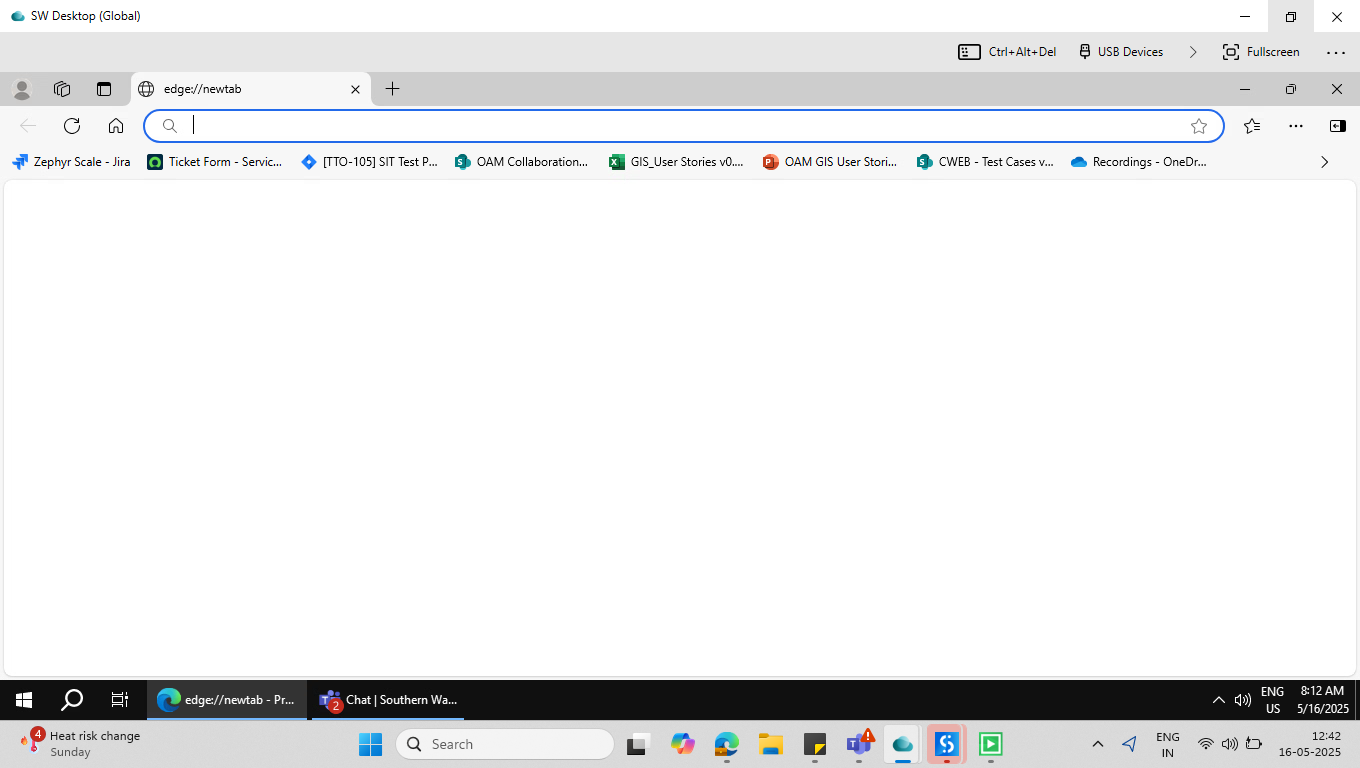 SW Desktop (Global)
Ctrl+Alt+Del
USB Devices
Fullscreen
edge://newtab
Zephyr Scale - Jira
Ticket Form - Servic...
[TTO-105] SIT Test P...
OAM Collaboration...
GIS_User Stories v0....
OAM GIS User Stori...
CWEB - Test Cases v...
Recordings - OneDr...
edge://newtab - Pr...
2
Chat | Southern Wa...
ENG
US
8:12 AM
5/16/2025
4
Heat risk change
Sunday
Search
ENG
IN
12:42
16-05-2025